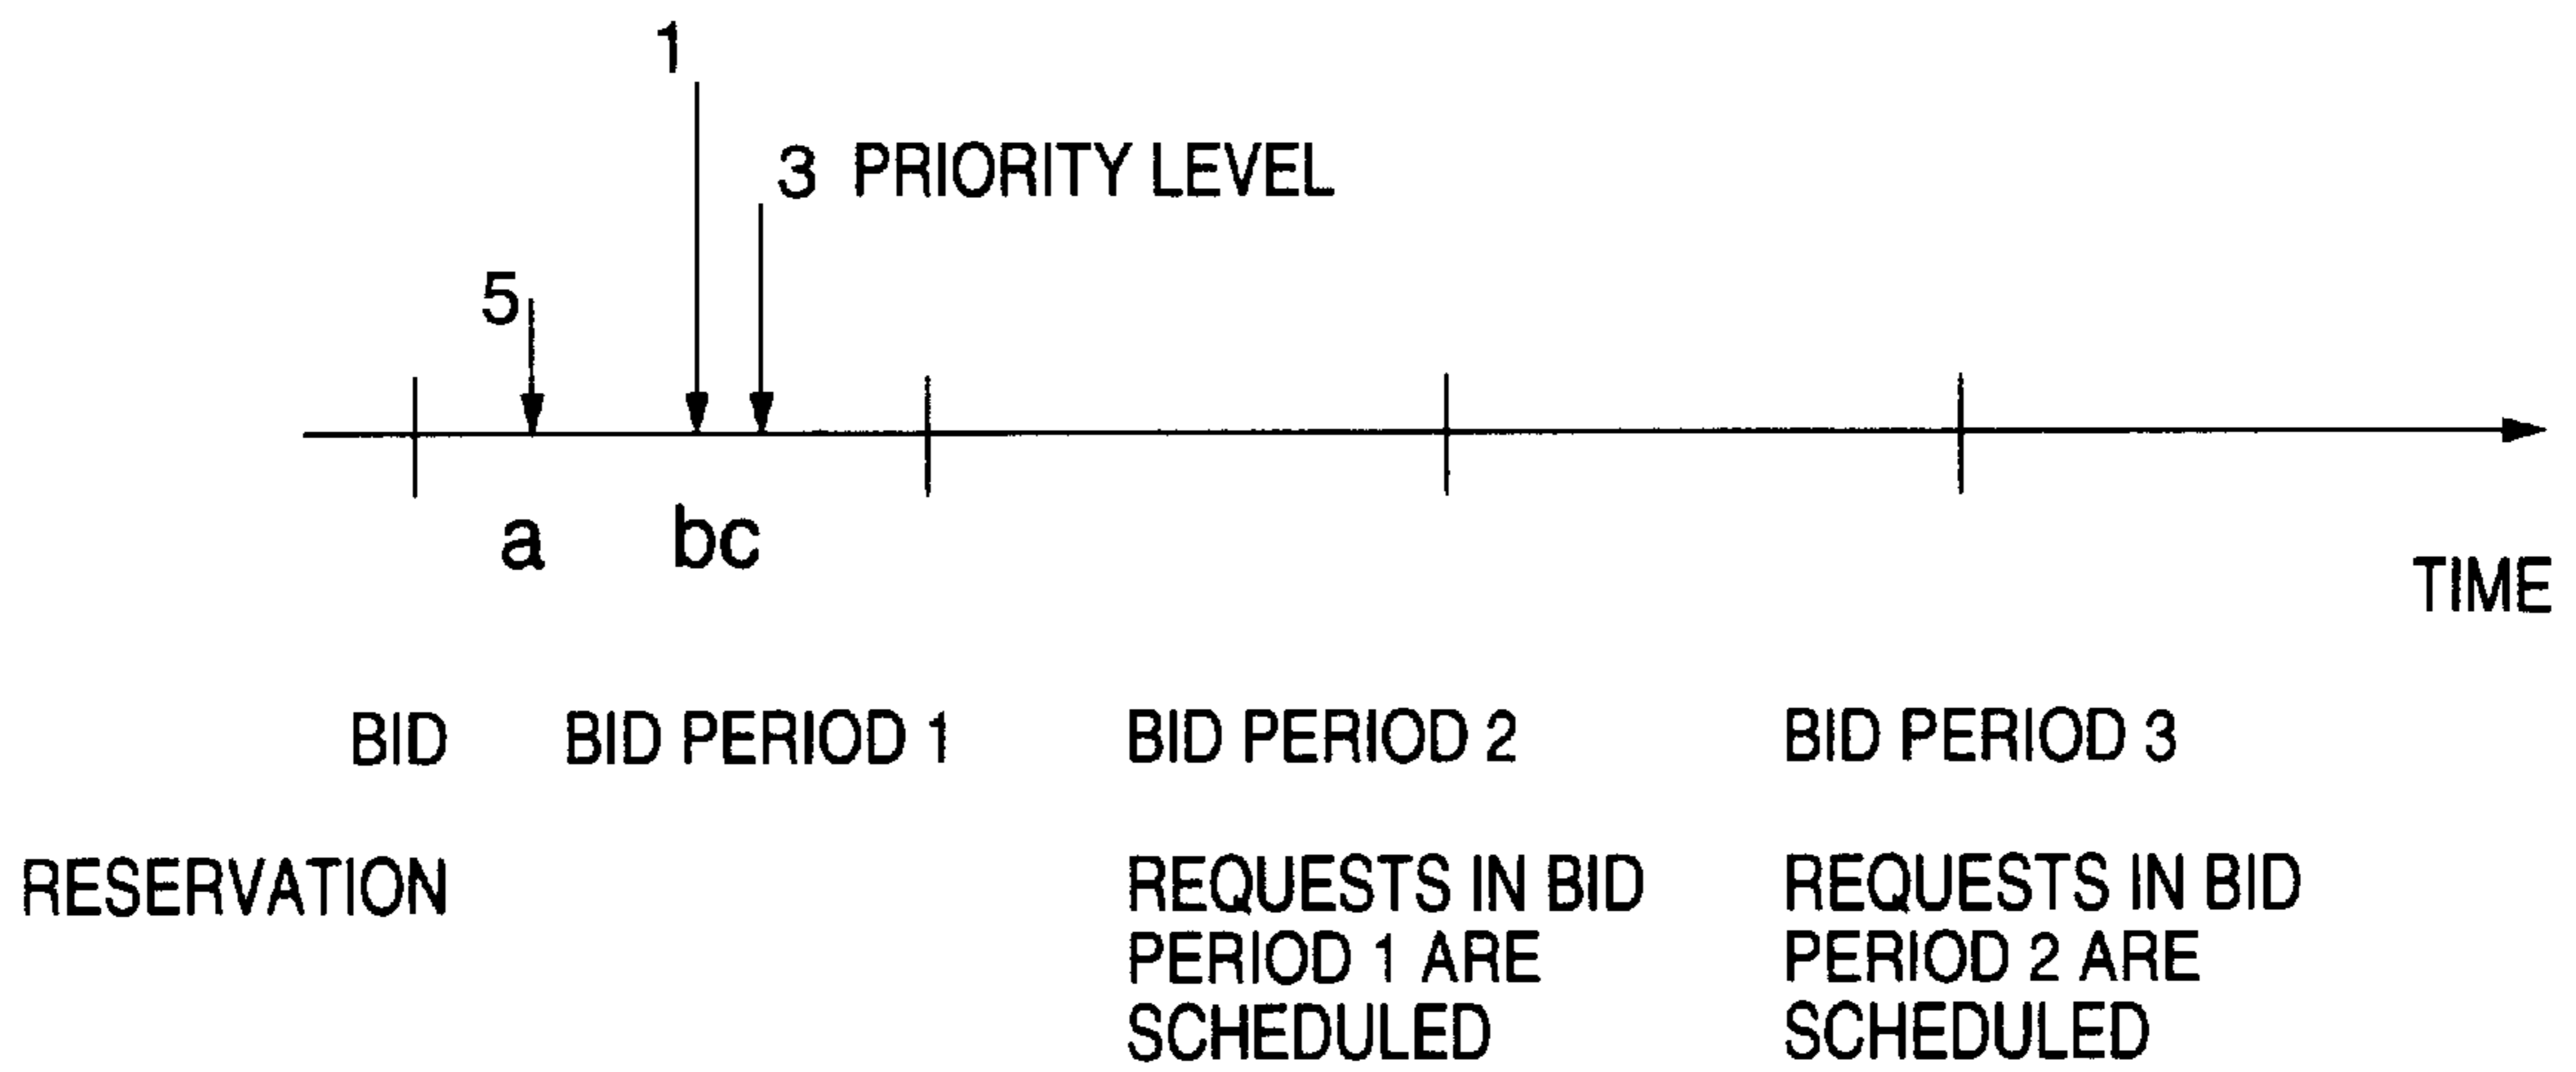 1
3 PRIORITY LEVEL
5
a bc
TIME
BID BID PERIOD 1 BID PERIOD 2 BID PERIOD 3
RESERVATION
REQUESTS IN BID
PERIOD 1 ARE
SCHEDULED
REQUESTS IN BID
PERIOD 2 ARE
SCHEDULED